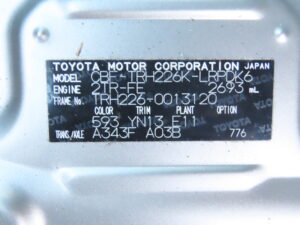 TOYOTA MOTOR CORPORATION JAPAN
MODEL CBF-TRH226K-LRPDK6
ENGINE 2TR-FE 2693 mL
FRAME No. TRH226-0013120
COLOR TRIM PLANT OPTION
593 YN13 E11
TRANS./AXLE A343F A03B
776